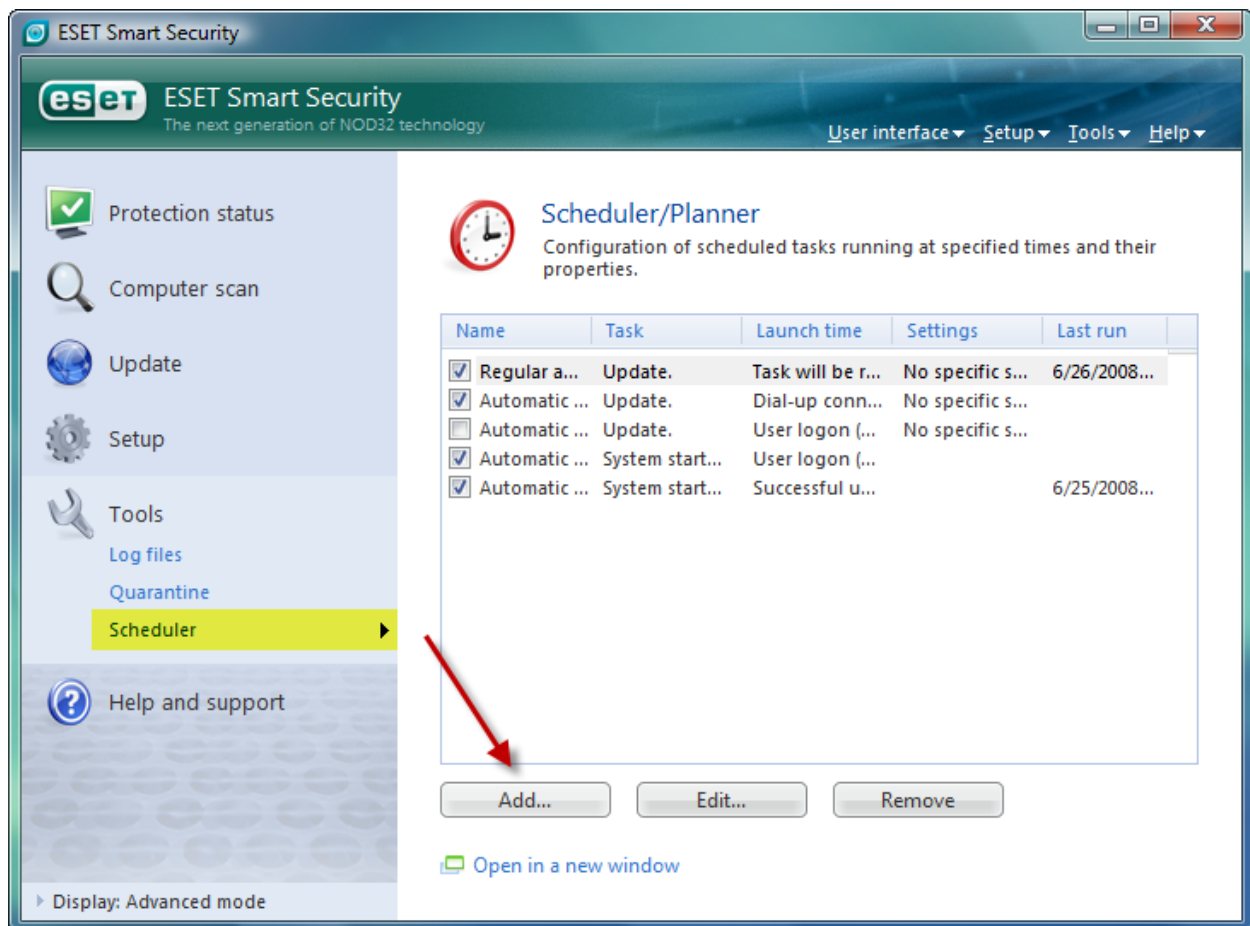 ESET Smart Security
eset ESET Smart Security
The next generation of NOD32 technology
User interface Setup Tools Help
Protection status
Computer scan
Update
Setup
Tools
Log files
Quarantine
Scheduler
Help and support
Display: Advanced mode
Scheduler/Planner
Configuration of scheduled tasks running at specified times and their
properties.
Name Task Launch time Settings Last run
Regular a... Update. Task will be r... No specific s... 6/26/2008...
Automatic ... Update. Dial-up conn... No specific s...
Automatic ... Update. User logon (... No specific s...
Automatic ... System start... User logon (...
Automatic ... System start... Successful u... 6/25/2008...
Add... Edit... Remove
Open in a new window